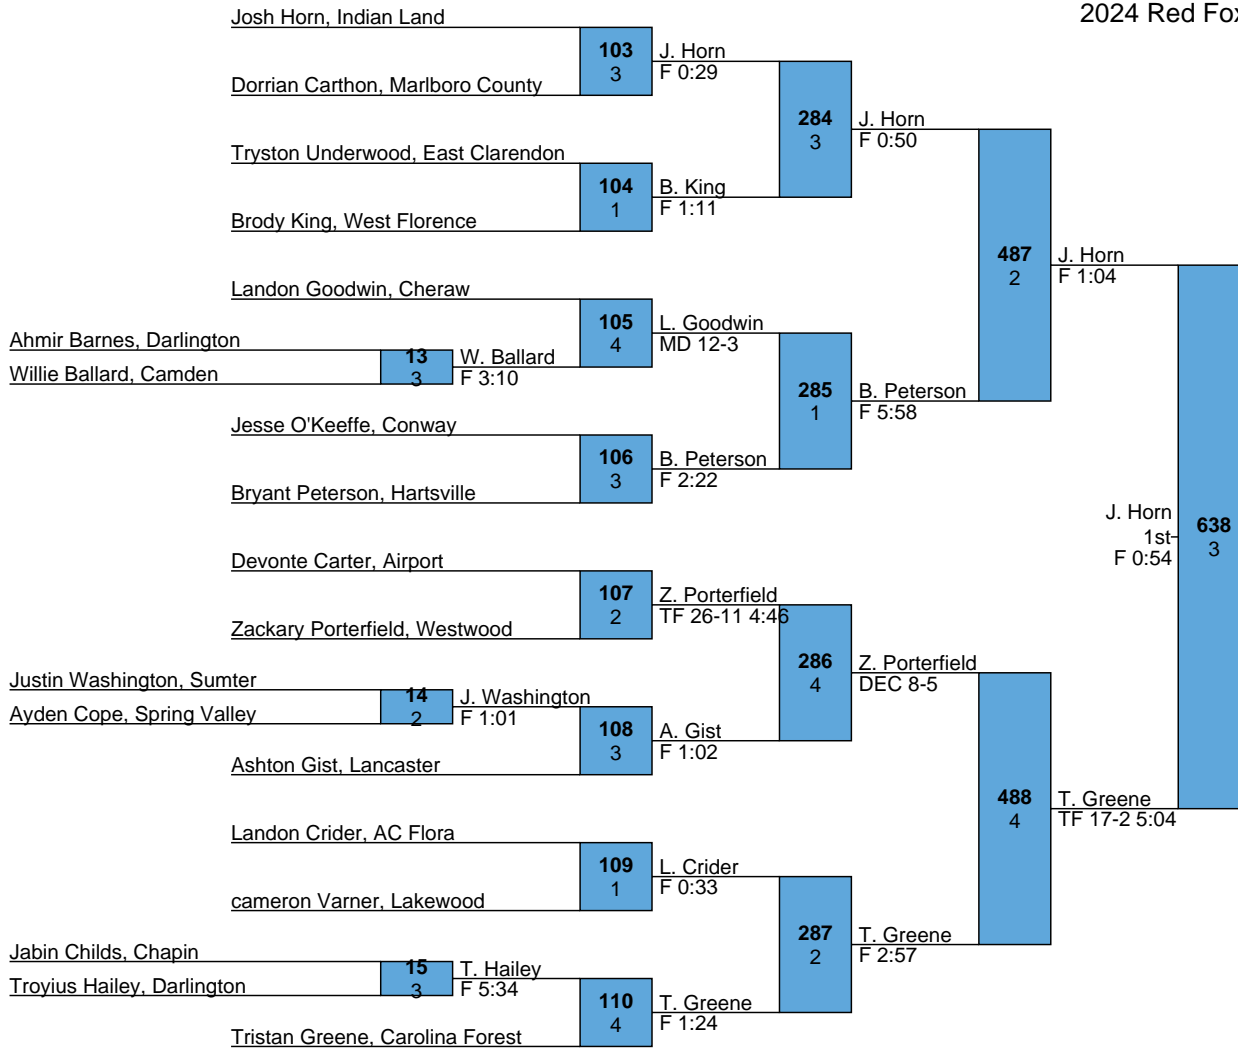 2024 Red Fox
Josh Horn, Indian Land
103
3
J. Horn
F 0:29
Dorrian Carthon, Marlboro County
284
3
J. Horn
F 0:50
Tryston Underwood, East Clarendon
104
1
B. King
F 1:11
Brody King, West Florence
487
2
J. Horn
F 1:04
Landon Goodwin, Cheraw
105
4
L. Goodwin
MD 12-3
Ahmir Barnes, Darlington
13
3
W. Ballard
F 3:10
Willie Ballard, Camden
285
1
B. Peterson
F 5:58
Jesse O'Keeffe, Conway
106
3
B. Peterson
F 2:22
Bryant Peterson, Hartsville
J. Horn
1st
F 0:54
638
3
Devonte Carter, Airport
107
2
Z. Porterfield
TF 26-11 4:46
Zackary Porterfield, Westwood
286
4
Z. Porterfield
DEC 8-5
Justin Washington, Sumter
14
2
J. Washington
F 1:01
Ayden Cope, Spring Valley
108
3
A. Gist
F 1:02
Ashton Gist, Lancaster
488
4
T. Greene
TF 17-2 5:04
Landon Crider, AC Flora
109
1
L. Crider
F 0:33
cameron Varner, Lakewood
287
2
T. Greene
F 2:57
Jabin Childs, Chapin
15
3
T. Hailey
F 5:34
Troyius Hailey, Darlington
110
4
T. Greene
F 1:24
Tristan Greene, Carolina Forest